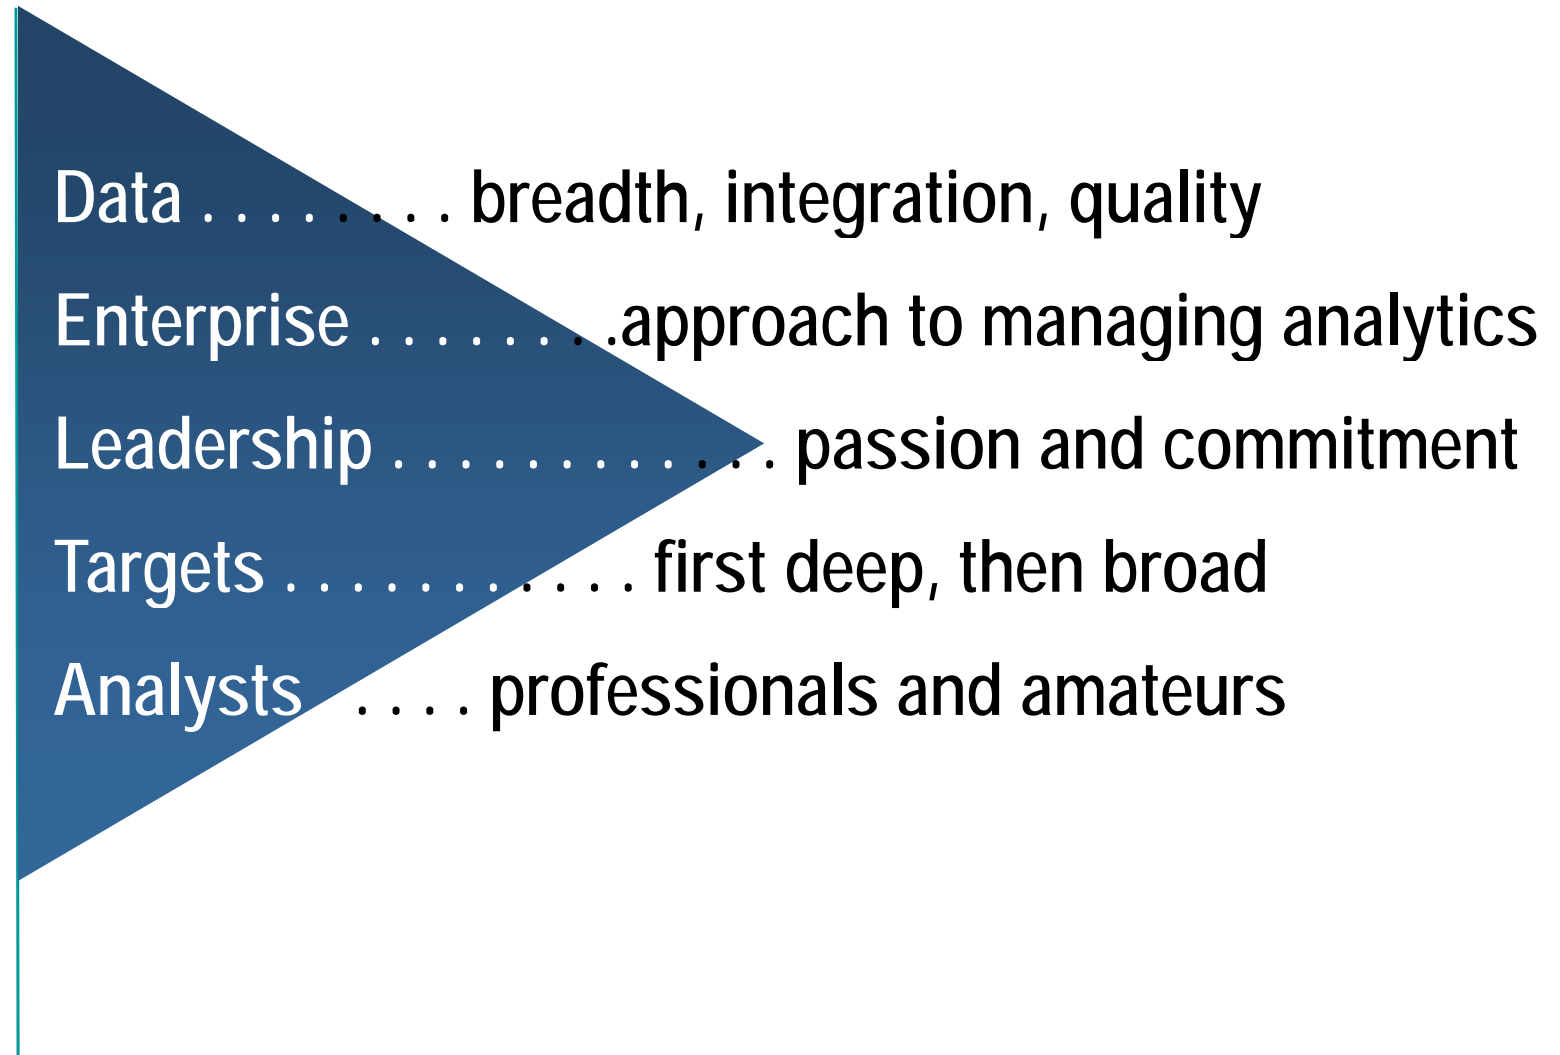 Data . . . . . . . . breadth, integration, quality
Enterprise . . . . . . . .approach to managing analytics
Leadership . . . . . . . . . . . . passion and commitment
Targets . . . . . . . . . . . first deep, then broad
Analysts . . . . professionals and amateurs